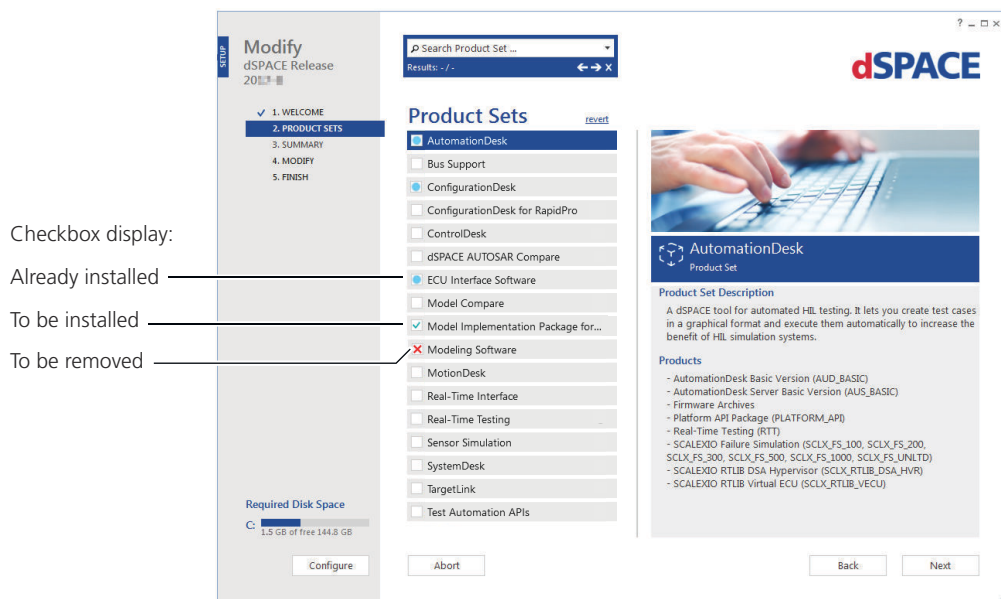 ? – □ ×
SETUP
Modify
dSPACE Release
✓ 1. WELCOME
2. PRODUCT SETS
3. SUMMARY
4. MODIFY
5. FINISH
Search Product Set ...
Results: - / -
X
dSPACE
Product Sets
revert
AutomationDesk
Bus Support
ConfigurationDesk
ConfigurationDesk for RapidPro
ControlDesk
dSPACE AUTOSAR Compare
ECU Interface Software
Model Compare
Model Implementation Package for...
Modeling Software
MotionDesk
Real-Time Interface
Real-Time Testing
Sensor Simulation
SystemDesk
TargetLink
Test Automation APIs
Checkbox display:
Already installed
To be installed
To be removed
AutomationDesk
Product Set
Product Set Description
A dSPACE tool for automated HIL testing. It lets you create test cases
in a graphical format and execute them automatically to increase the
benefit of HIL simulation systems.
Products
- AutomationDesk Basic Version (AUD_BASIC)
- AutomationDesk Server Basic Version (AUS_BASIC)
- Firmware Archives
- Platform API Package (PLATFORM_API)
- Real-Time Testing (RTT)
- SCALEXIO Failure Simulation (SCLX_FS_100, SCLX_FS_200,
SCLX_FS_300, SCLX_FS_500, SCLX_FS_1000, SCLX_FS_UNLTD)
- SCALEXIO RTLIB DSA Hypervisor (SCLX_RTLIB_DSA_HVR)
- SCALEXIO RTLIB Virtual ECU (SCLX_RTLIB_VECU)
Required Disk Space
C:
1.5 GB of free 144.8 GB
Configure
Abort
Back
Next